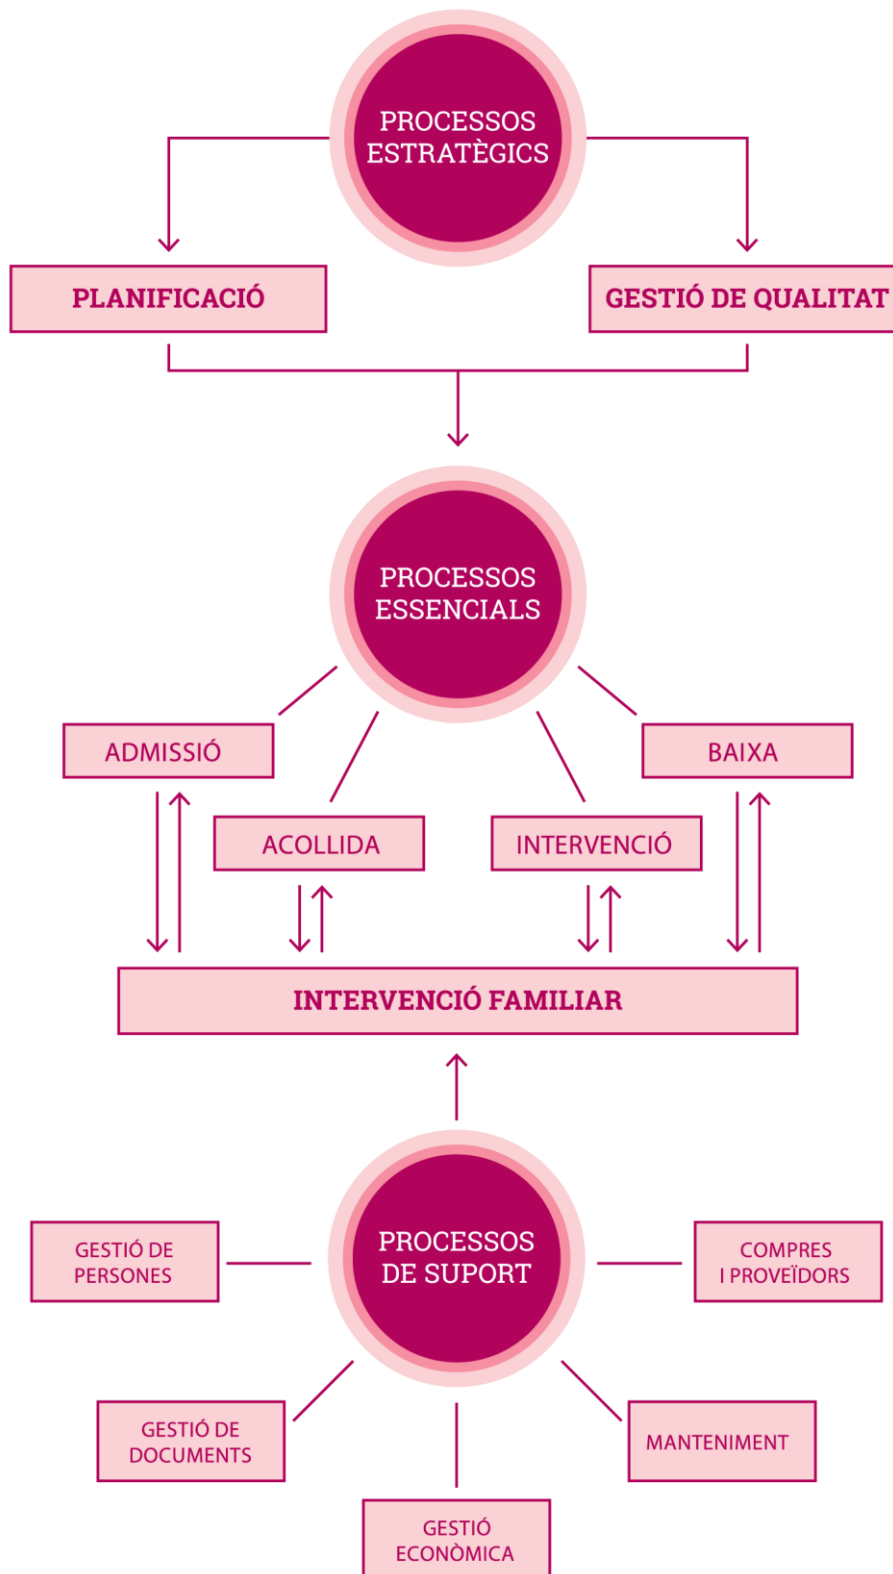 PROCESSOS
ESTRATÈGICS
PLANIFICACIÓ
GESTIÓ DE QUALITAT
PROCESSOS
ESSENCIALS
ADMISSIÓ
BAIXA
ACOLLIDA
INTERVENCIÓ
INTERVENCIÓ FAMILIAR
PROCESSOS
DE SUPORT
GESTIÓ DE
PERSONES
COMPRES
I PROVEÏDORS
GESTIÓ DE
DOCUMENTS
MANTENIMENT
GESTIÓ
ECONÒMICA